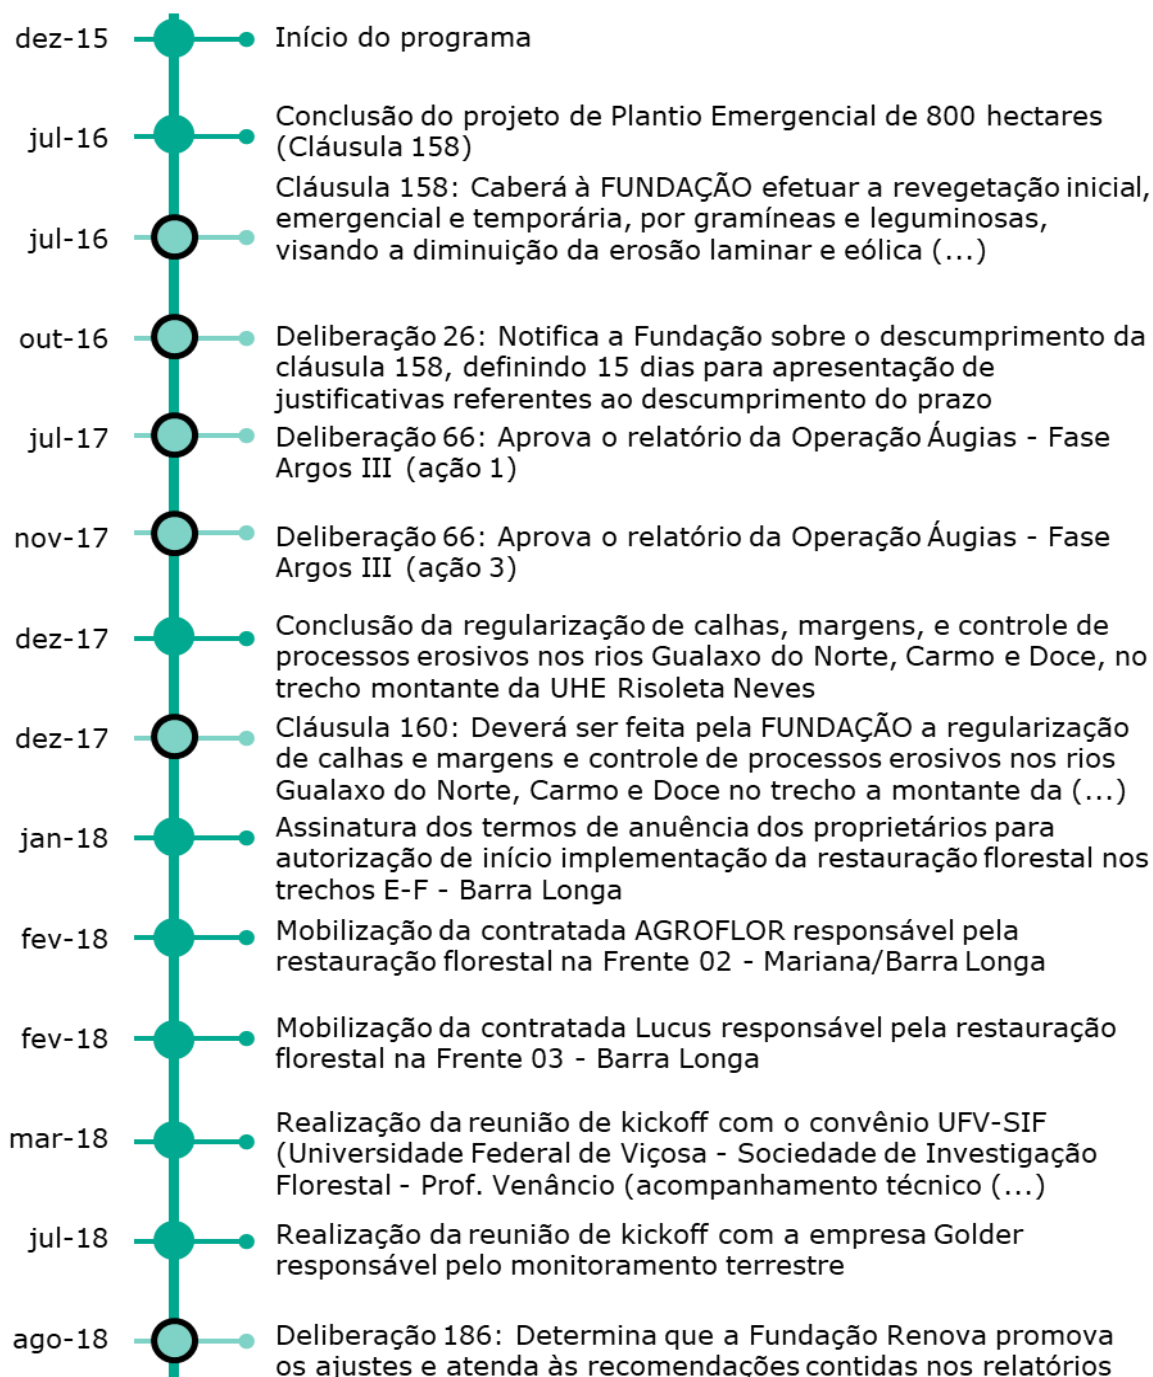 dez-15
Início do programa
jul-16
Conclusão do projeto de Plantio Emergencial de 800 hectares
(Cláusula 158)
jul-16
Cláusula 158: Caberá à FUNDAÇÃO efetuar a revegetação inicial,
emergencial e temporária, por gramíneas e leguminosas,
visando a diminuição da erosão laminar e eólica (...)
out-16
Deliberação 26: Notifica a Fundação sobre o descumprimento da
cláusula 158, definindo 15 dias para apresentação de
justificativas referentes ao descumprimento do prazo
jul-17
Deliberação 66: Aprova o relatório da Operação Áugias - Fase
Argos III (ação 1)
nov-17
Deliberação 66: Aprova o relatório da Operação Áugias - Fase
Argos III (ação 3)
dez-17
Conclusão da regularização de calhas, margens, e controle de
processos erosivos nos rios Gualaxo do Norte, Carmo e Doce, no
trecho montante da UHE Risoleta Neves
dez-17
Cláusula 160: Deverá ser feita pela FUNDAÇÃO a regularização
de calhas e margens e controle de processos erosivos nos rios
Gualaxo do Norte, Carmo e Doce no trecho a montante da (...)
jan-18
Assinatura dos termos de anuência dos proprietários para
autorização de início implementação da restauração florestal nos
trechos E-F - Barra Longa
fev-18
Mobilização da contratada AGROFLOR responsável pela
restauração florestal na Frente 02 - Mariana/Barra Longa
fev-18
Mobilização da contratada Lucus responsável pela restauração
florestal na Frente 03 - Barra Longa
mar-18
Realização da reunião de kickoff com o convênio UFV-SIF
(Universidade Federal de Viçosa - Sociedade de Investigação
Florestal - Prof. Venâncio (acompanhamento técnico (...)
jul-18
Realização da reunião de kickoff com a empresa Golder
responsável pelo monitoramento terrestre
ago-18
Deliberação 186: Determina que a Fundação Renova promova
os ajustes e atenda às recomendações contidas nos relatórios